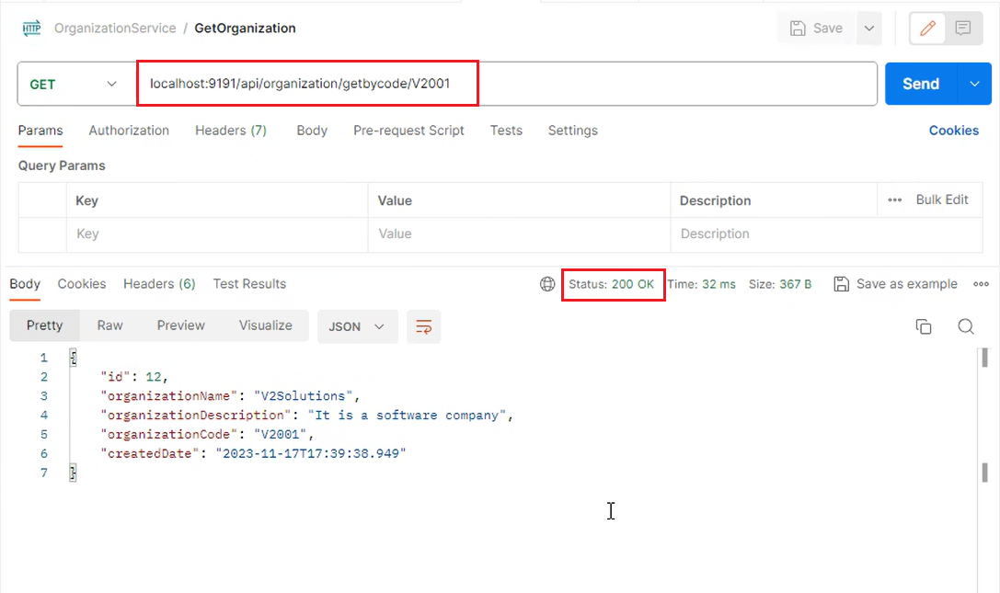 HTTP OrganizationService / GetOrganization Save
GET localhost:9191/api/organization/getbycode/V2001 Send
Params Authorization Headers (7) Body Pre-request Script Tests Settings Cookies
Query Params
Key Value Description ••• Bulk Edit
Key Value Description
Body Cookies Headers (6) Test Results Status: 200 OK Time: 32 ms Size: 367 B Save as example
Pretty Raw Preview Visualize JSON
1 {
2 "id": 12,
3 "organizationName": "V2Solutions",
4 "organizationDescription": "It is a software company",
5 "organizationCode": "V2001",
6 "createdDate": "2023-11-17T17:39:38.949"
7 }